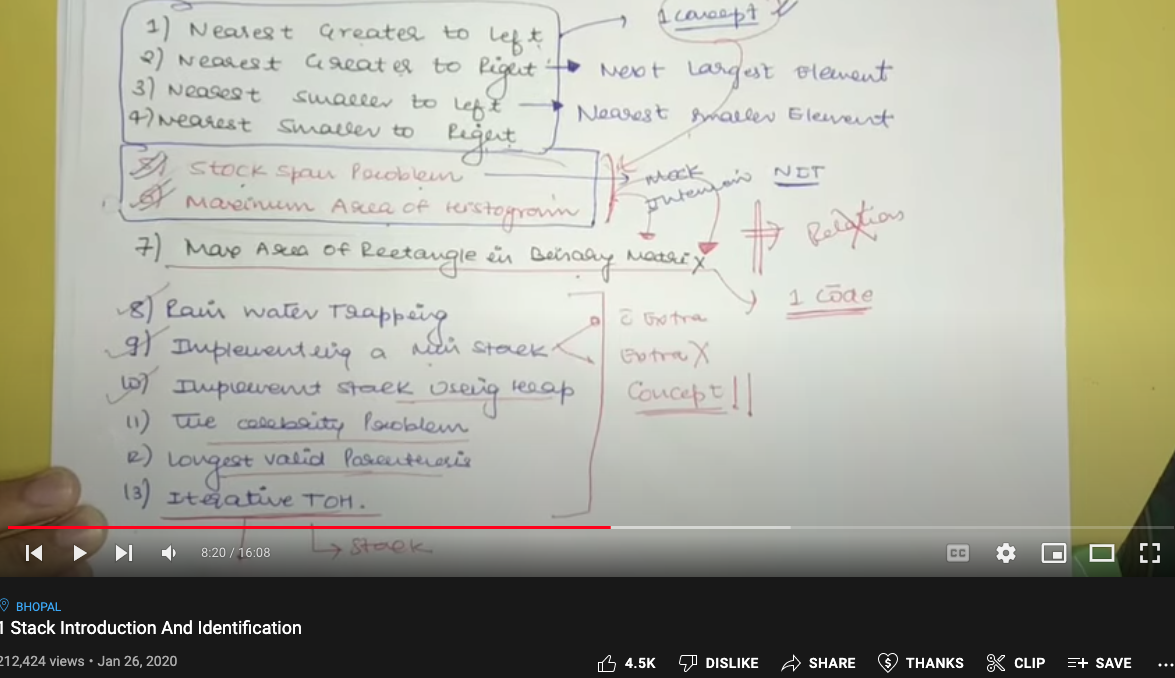 1 concept
1) Nearest Greater to Left
2) Nearest Greater to Right
Next Largest Element
3) Nearest smaller to Left
Nearest smaller Element
4) Nearest Smaller to Right
5) Stock span Problem
Mock
Interview NIT
6) Maximum Area of Histogram
Relations
7) Max Area of Rectangle in Beinary Matrix
1 code
8) Rain water Trapping
c̄ Extra
9) Implementing a Min stack
Extra X
10) Implement stack Using Heap
Concept !!
11) The celebrity Problem
12) Longest valid Parenthesis
13) Iterative TOH.
Stack
8:20 / 16:08
CC
BHOPAL
1 Stack Introduction And Identification
212,424 views • Jan 26, 2020
4.5K DISLIKE SHARE THANKS CLIP SAVE